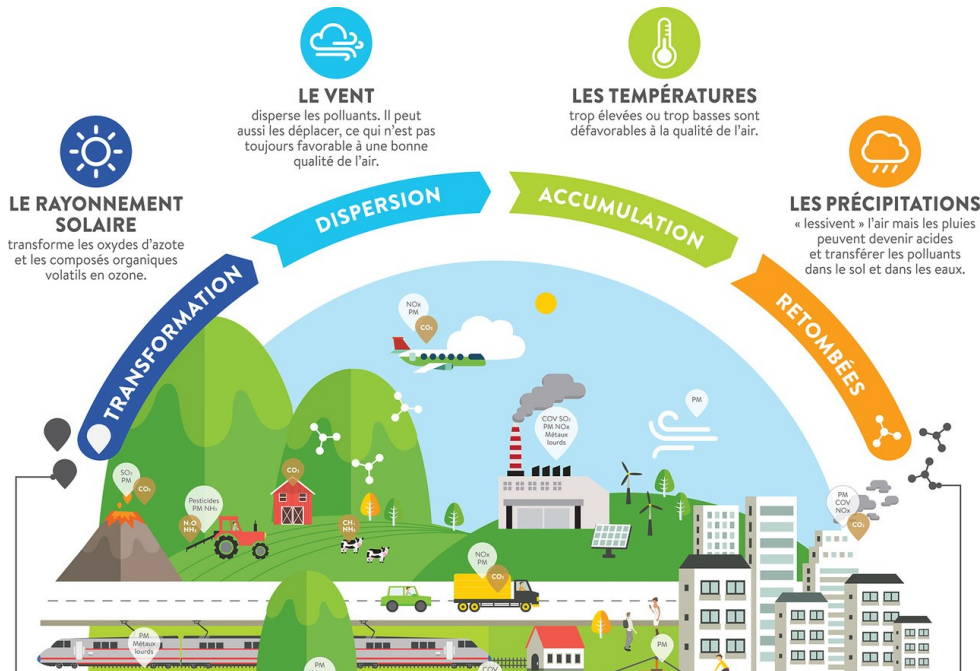 LE VENT
disperse les polluants. Il peut
aussi les déplacer, ce qui n'est pas
toujours favorable à une bonne
qualité de l'air.
LES TEMPÉRATURES
trop élevées ou trop basses sont
défavorables à la qualité de l'air.
LE RAYONNEMENT
SOLAIRE
transforme les oxydes d'azote
et les composés organiques
volatils en ozone.
LES PRÉCIPITATIONS
« lessivent » l'air mais les pluies
peuvent devenir acides
et transférer les polluants
dans le sol et dans les eaux.
TRANSFORMATION
DISPERSION
ACCUMULATION
RETOMBÉES
NOx
PM
CO₂
PM
COV SO₂
PM NOx
Métaux
lourds
SO₂
PM
CO₂
CO₂
Pesticides
PM NH₃
N₂O
NH₃
CH₄
NH₃
PM
COV
NOx
CO₂
NOx
PM
CO₂
PM
Métaux
lourds
PM
PM
COV